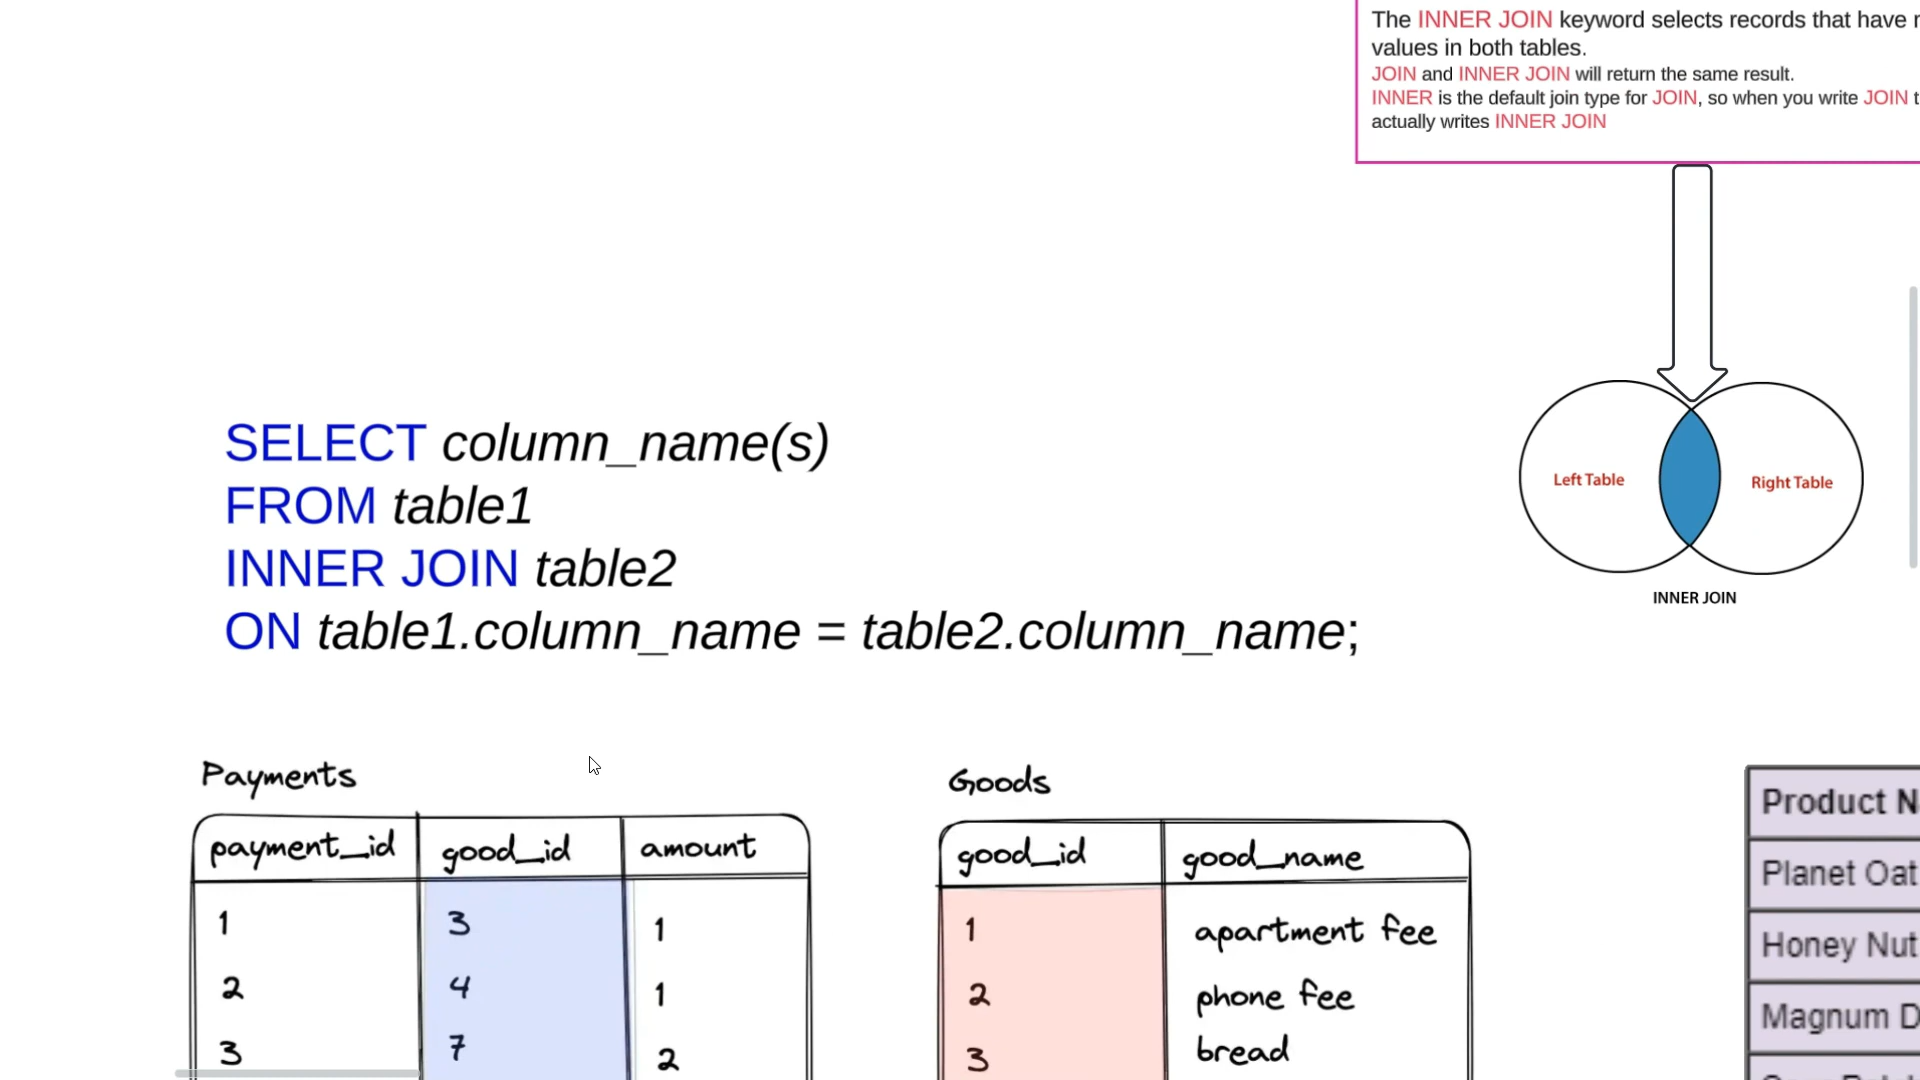 The INNER JOIN keyword selects records that have
values in both tables.
JOIN and INNER JOIN will return the same result.
INNER is the default join type for JOIN, so when you write JOIN
actually writes INNER JOIN
Left Table
Right Table
INNER JOIN
SELECT column_name(s)
FROM table1
INNER JOIN table2
ON table1.column_name = table2.column_name;
Payments
payment_id good_id amount
1 3 1
2 4 1
3 7 2
Goods
good_id good_name
1 apartment fee
2 phone fee
3 bread
Product N
Planet Oat
Honey Nut
Magnum D